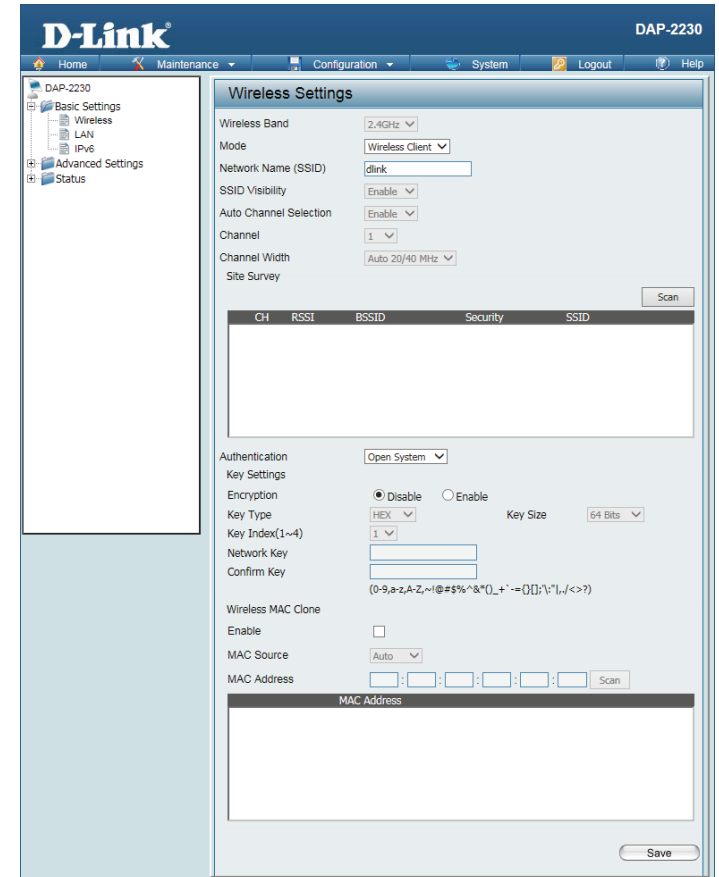 D-Link®
DAP-2230
Home Maintenance Configuration System Logout Help
DAP-2230
Basic Settings
Wireless
LAN
IPv6
Advanced Settings
Status
Wireless Settings
Wireless Band 2.4GHz
Mode Wireless Client
Network Name (SSID) dlink
SSID Visibility Enable
Auto Channel Selection Enable
Channel 1
Channel Width Auto 20/40 MHz
Site Survey
Scan
CH RSSI BSSID Security SSID
Authentication Open System
Key Settings
Encryption Disable Enable
Key Type HEX Key Size 64 Bits
Key Index(1~4) 1
Network Key
Confirm Key
(0-9,a-z,A-Z,~!@#$%^&*()_+`-={}[];'\:"|,./<>?)
Wireless MAC Clone
Enable
MAC Source Auto
MAC Address : : : : : Scan
MAC Address
Save